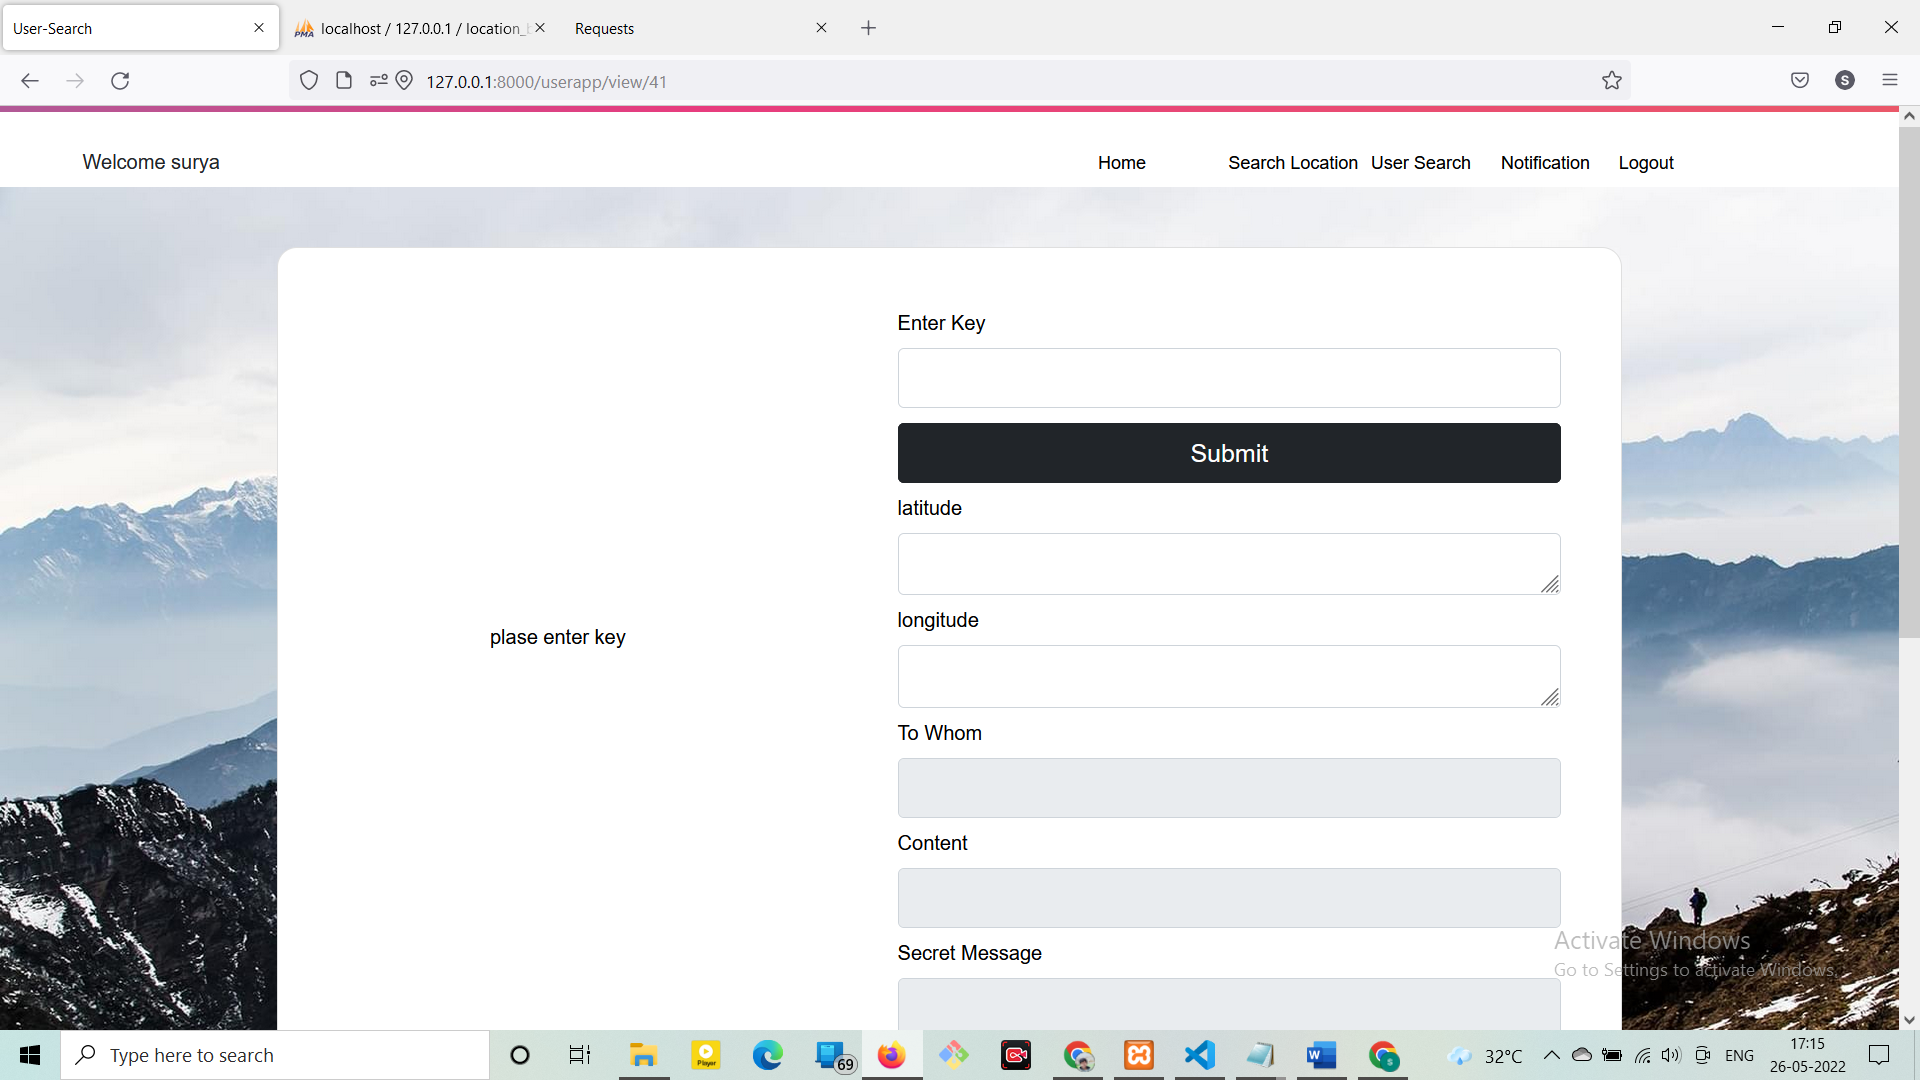 User-Search
localhost / 127.0.0.1 / location_
Requests
127.0.0.1:8000/userapp/view/41
S
Welcome surya
Home
Search Location
User Search
Notification
Logout
Enter Key
Submit
latitude
longitude
plase enter key
To Whom
Content
Secret Message
Activate Windows
Go to Settings to activate Windows.
Type here to search
Player
69
S
32°C
ENG
17:15
26-05-2022